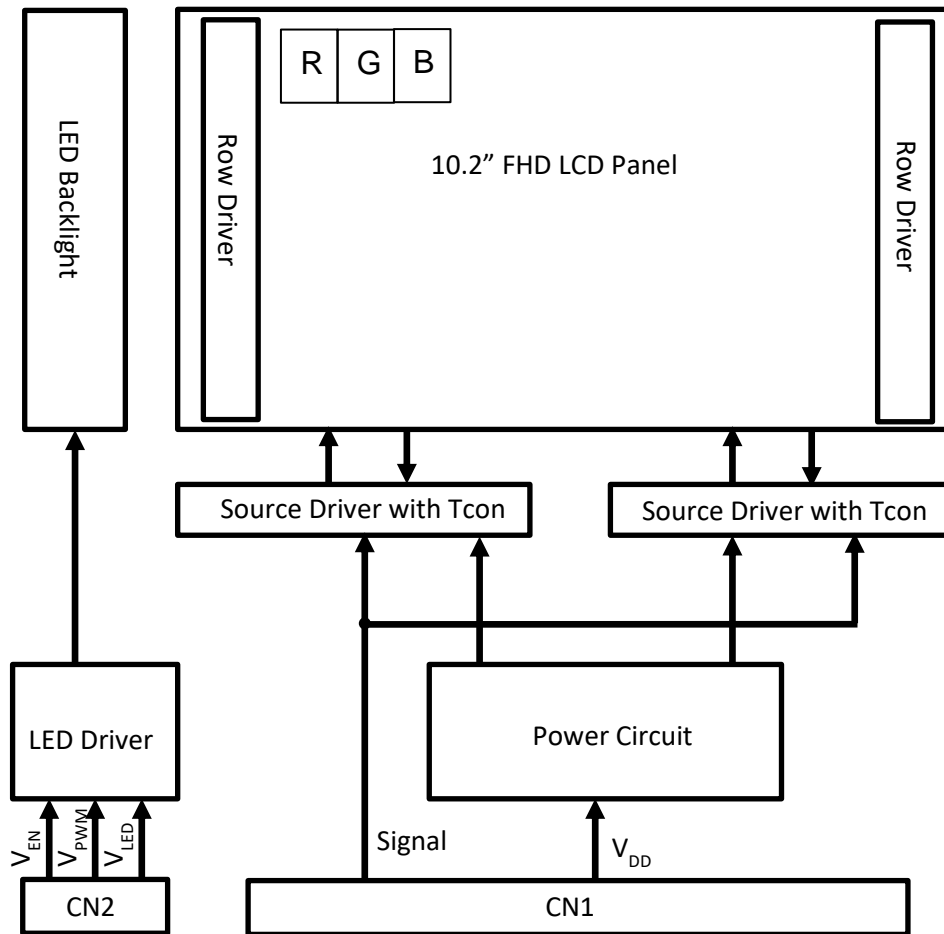 LED Backlight
Row Driver
R G B
10.2” FHD LCD Panel
Row Driver
Source Driver with Tcon
Source Driver with Tcon
LED Driver
Power Circuit
VEN
VPWM
VLED
Signal
VDD
CN2
CN1